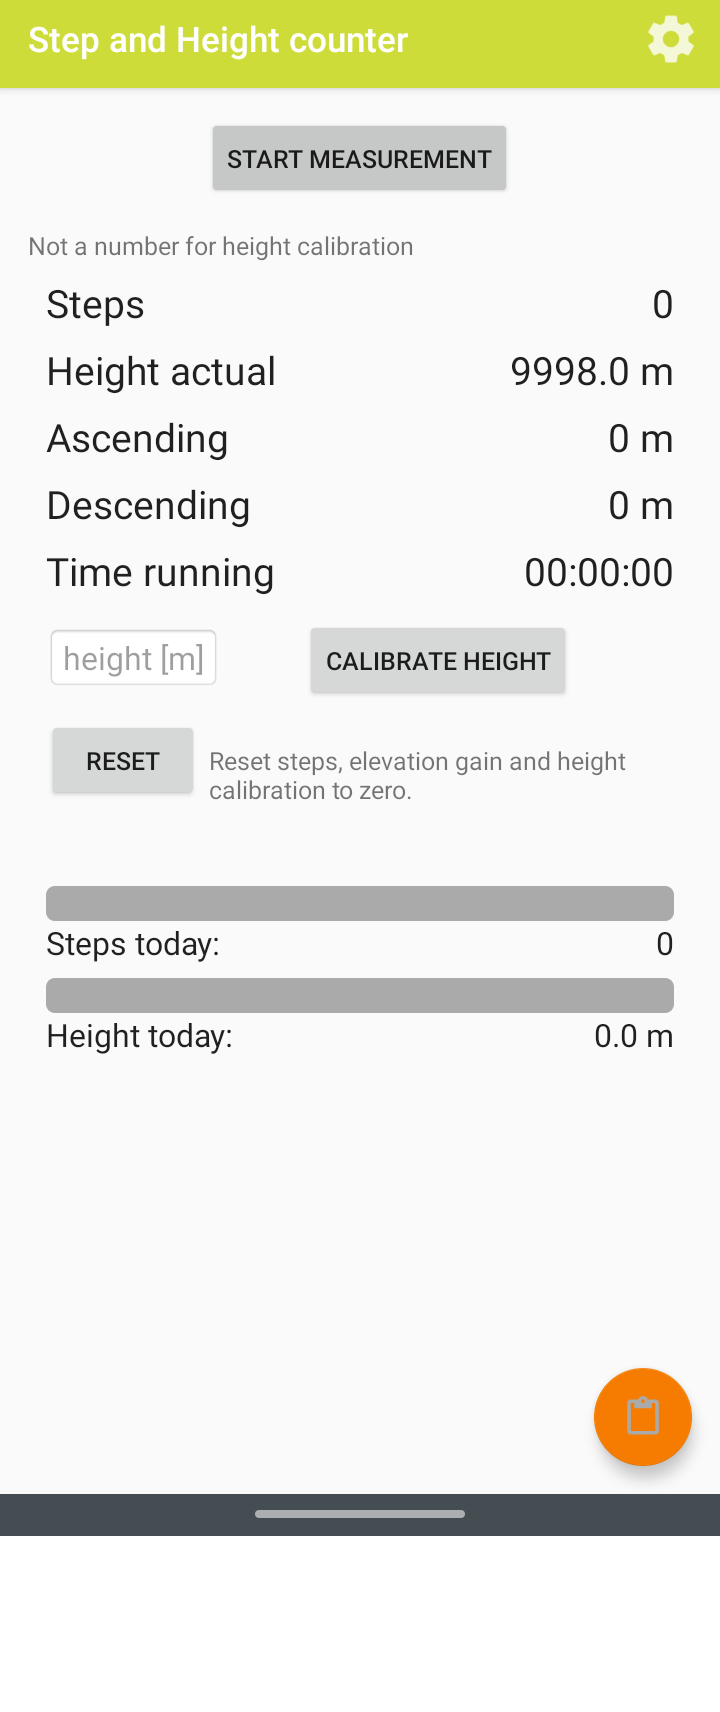 Step and Height counter
START MEASUREMENT
Not a number for height calibration
Steps 0
Height actual 9998.0 m
Ascending 0 m
Descending 0 m
Time running 00:00:00
height [m] CALIBRATE HEIGHT
RESET Reset steps, elevation gain and height
calibration to zero.
Steps today: 0
Height today: 0.0 m